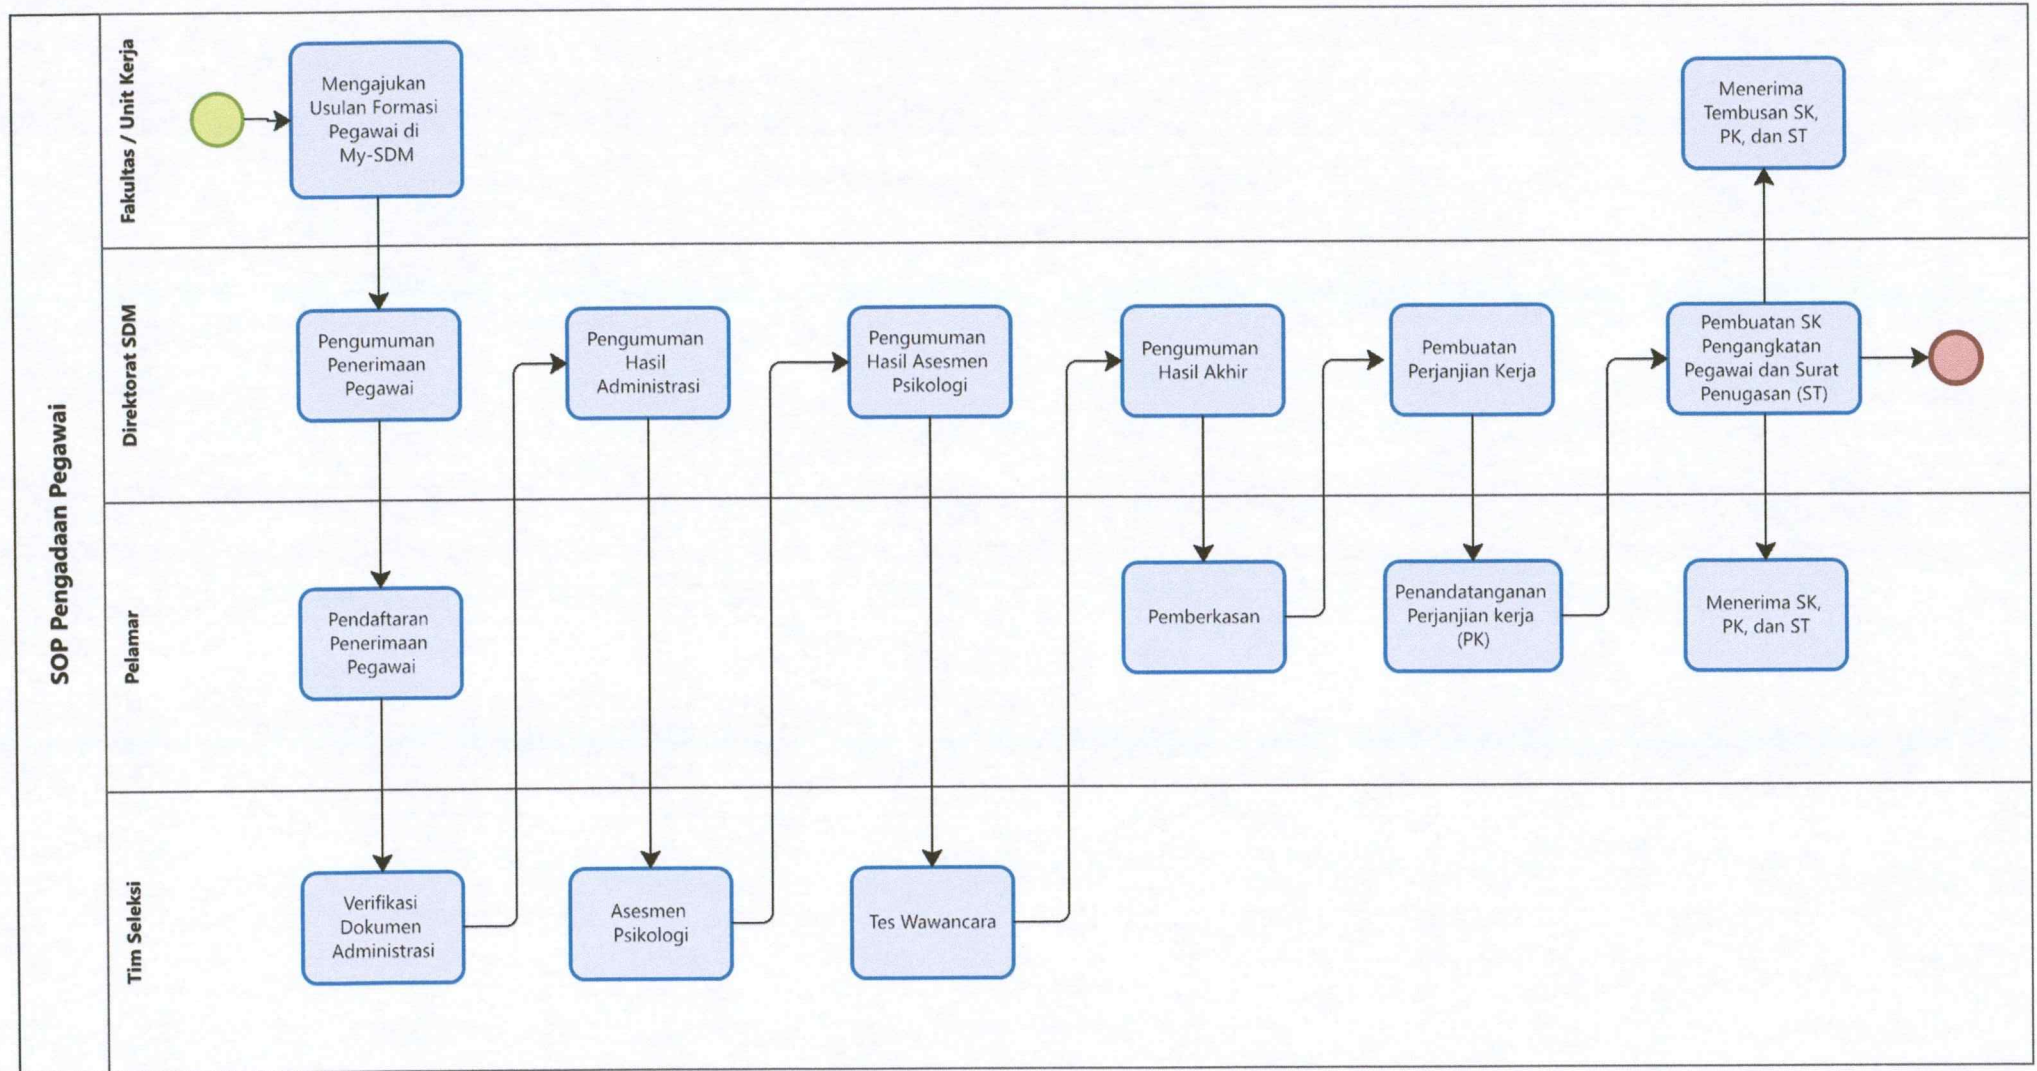 SOP Pengadaan Pegawai
Fakultas / Unit Kerja
Mengajukan
Usulan Formasi
Pegawai di
My-SDM
Menerima
Tembusan SK,
PK, dan ST
Direktorat SDM
Pengumuman
Penerimaan
Pegawai
Pengumuman
Hasil
Administrasi
Pengumuman
Hasil Asesmen
Psikologi
Pengumuman
Hasil Akhir
Pembuatan
Perjanjian Kerja
Pembuatan SK
Pengangkatan
Pegawai dan Surat
Penugasan (ST)
Pelamar
Pendaftaran
Penerimaan
Pegawai
Pemberkasan
Penandatanganan
Perjanjian kerja
(PK)
Menerima SK,
PK, dan ST
Tim Seleksi
Verifikasi
Dokumen
Administrasi
Asesmen
Psikologi
Tes Wawancara